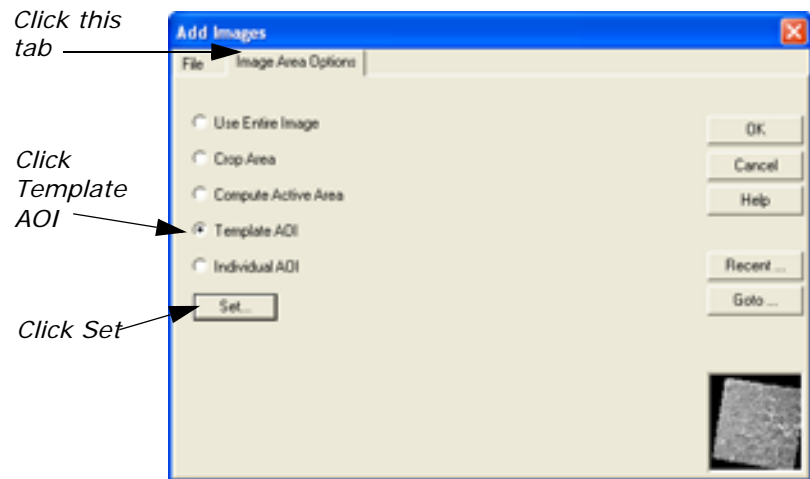 Click this
tab
Add Images
File
Image Area Options
Use Entire Image
OK
Crop Area
Cancel
Click
Template
AOI
Compute Active Area
Help
Template AOI
Individual AOI
Recent ...
Click Set
Set...
Goto ...